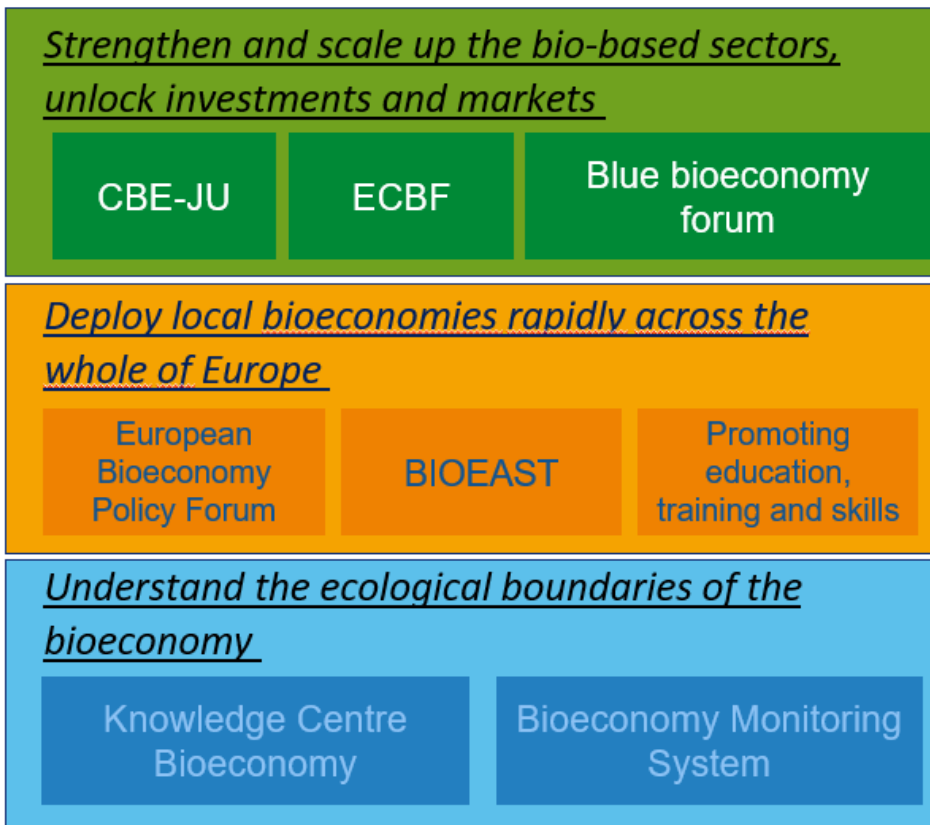 Strengthen and scale up the bio-based sectors,
unlock investments and markets
CBE-JU
ECBF
Blue bioeconomy
forum
Deploy local bioeconomies rapidly across the
whole of Europe
European
Bioeconomy
Policy Forum
BIOEAST
Promoting
education,
training and skills
Understand the ecological boundaries of the
bioeconomy
Knowledge Centre
Bioeconomy
Bioeconomy Monitoring
System